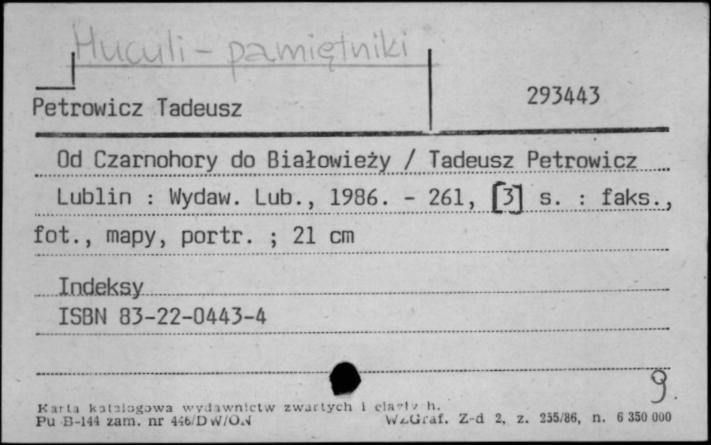 Huculi - pamiętniki
Petrowicz Tadeusz
293443
Od Czarnohory do Białowieży / Tadeusz Petrowicz
Lublin : Wydaw. Lub., 1986. - 261, [3] s. : faks.,
fot., mapy, portr. ; 21 cm
Indeksy
ISBN 83-22-0443-4
9.
Karta katalogowa wydawnictw zwartych i h.
Pu B-144 zam. nr 446/DW/ON WZGraf. Z-d 2, z. 255/86, n. 6 350 000